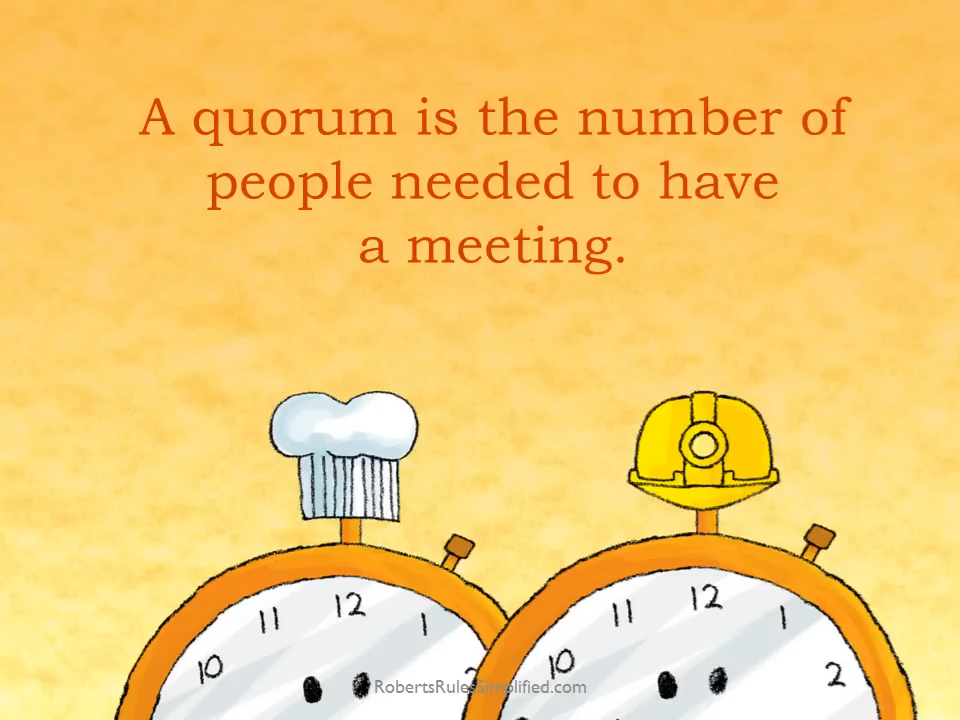 A quorum is the number of
people needed to have
a meeting.
12
12
11
1
11
1
10
2
10
2
RobertsRulesSimplified.com